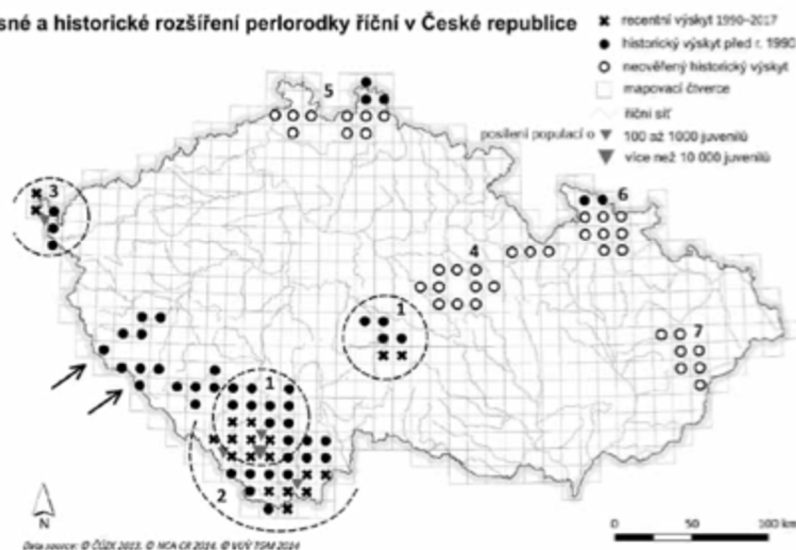 sné a historické rozšíření perlorodky říční v České republice
recentní výskyt 1990–2017
historický výskyt před r. 1990
neověřený historický výskyt
mapovací čtverce
říční síť
posílení populací o
100 až 1000 juvenilů
více než 10 000 juvenilů
5
3
6
4
1
7
1
2
N
0 50 100 km
Data source: © ČÚZK 2013, © NCA CR 2014, © VÚV TGM 2014